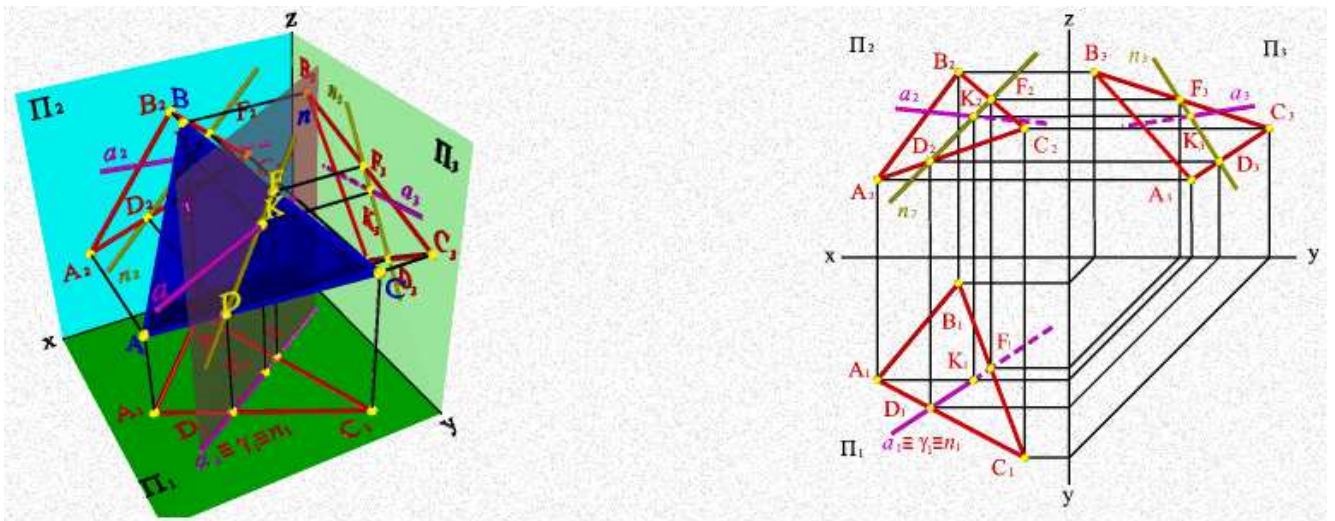 z
Π₂
B₂ B
B₃ n₃
F₂
n
Π₃
a₂
F
F₃
a₃
D₂
K
K₃
A₂
n₂
C₃
D₃
a
D
C
x
A
A₁
D₁
C₁
y
a₁≡γ₁≡n₁
Π₁
z
Π₂
Π₃
B₂
B₃
n₃
a₂
K₂
F₂
F₃
a₃
C₃
C₂
K₃
D₂
D₃
A₂
A₃
n₂
x
y
B₁
F₁
A₁
K₁
D₁
Π₁
a₁≡γ₁≡n₁
C₁
y